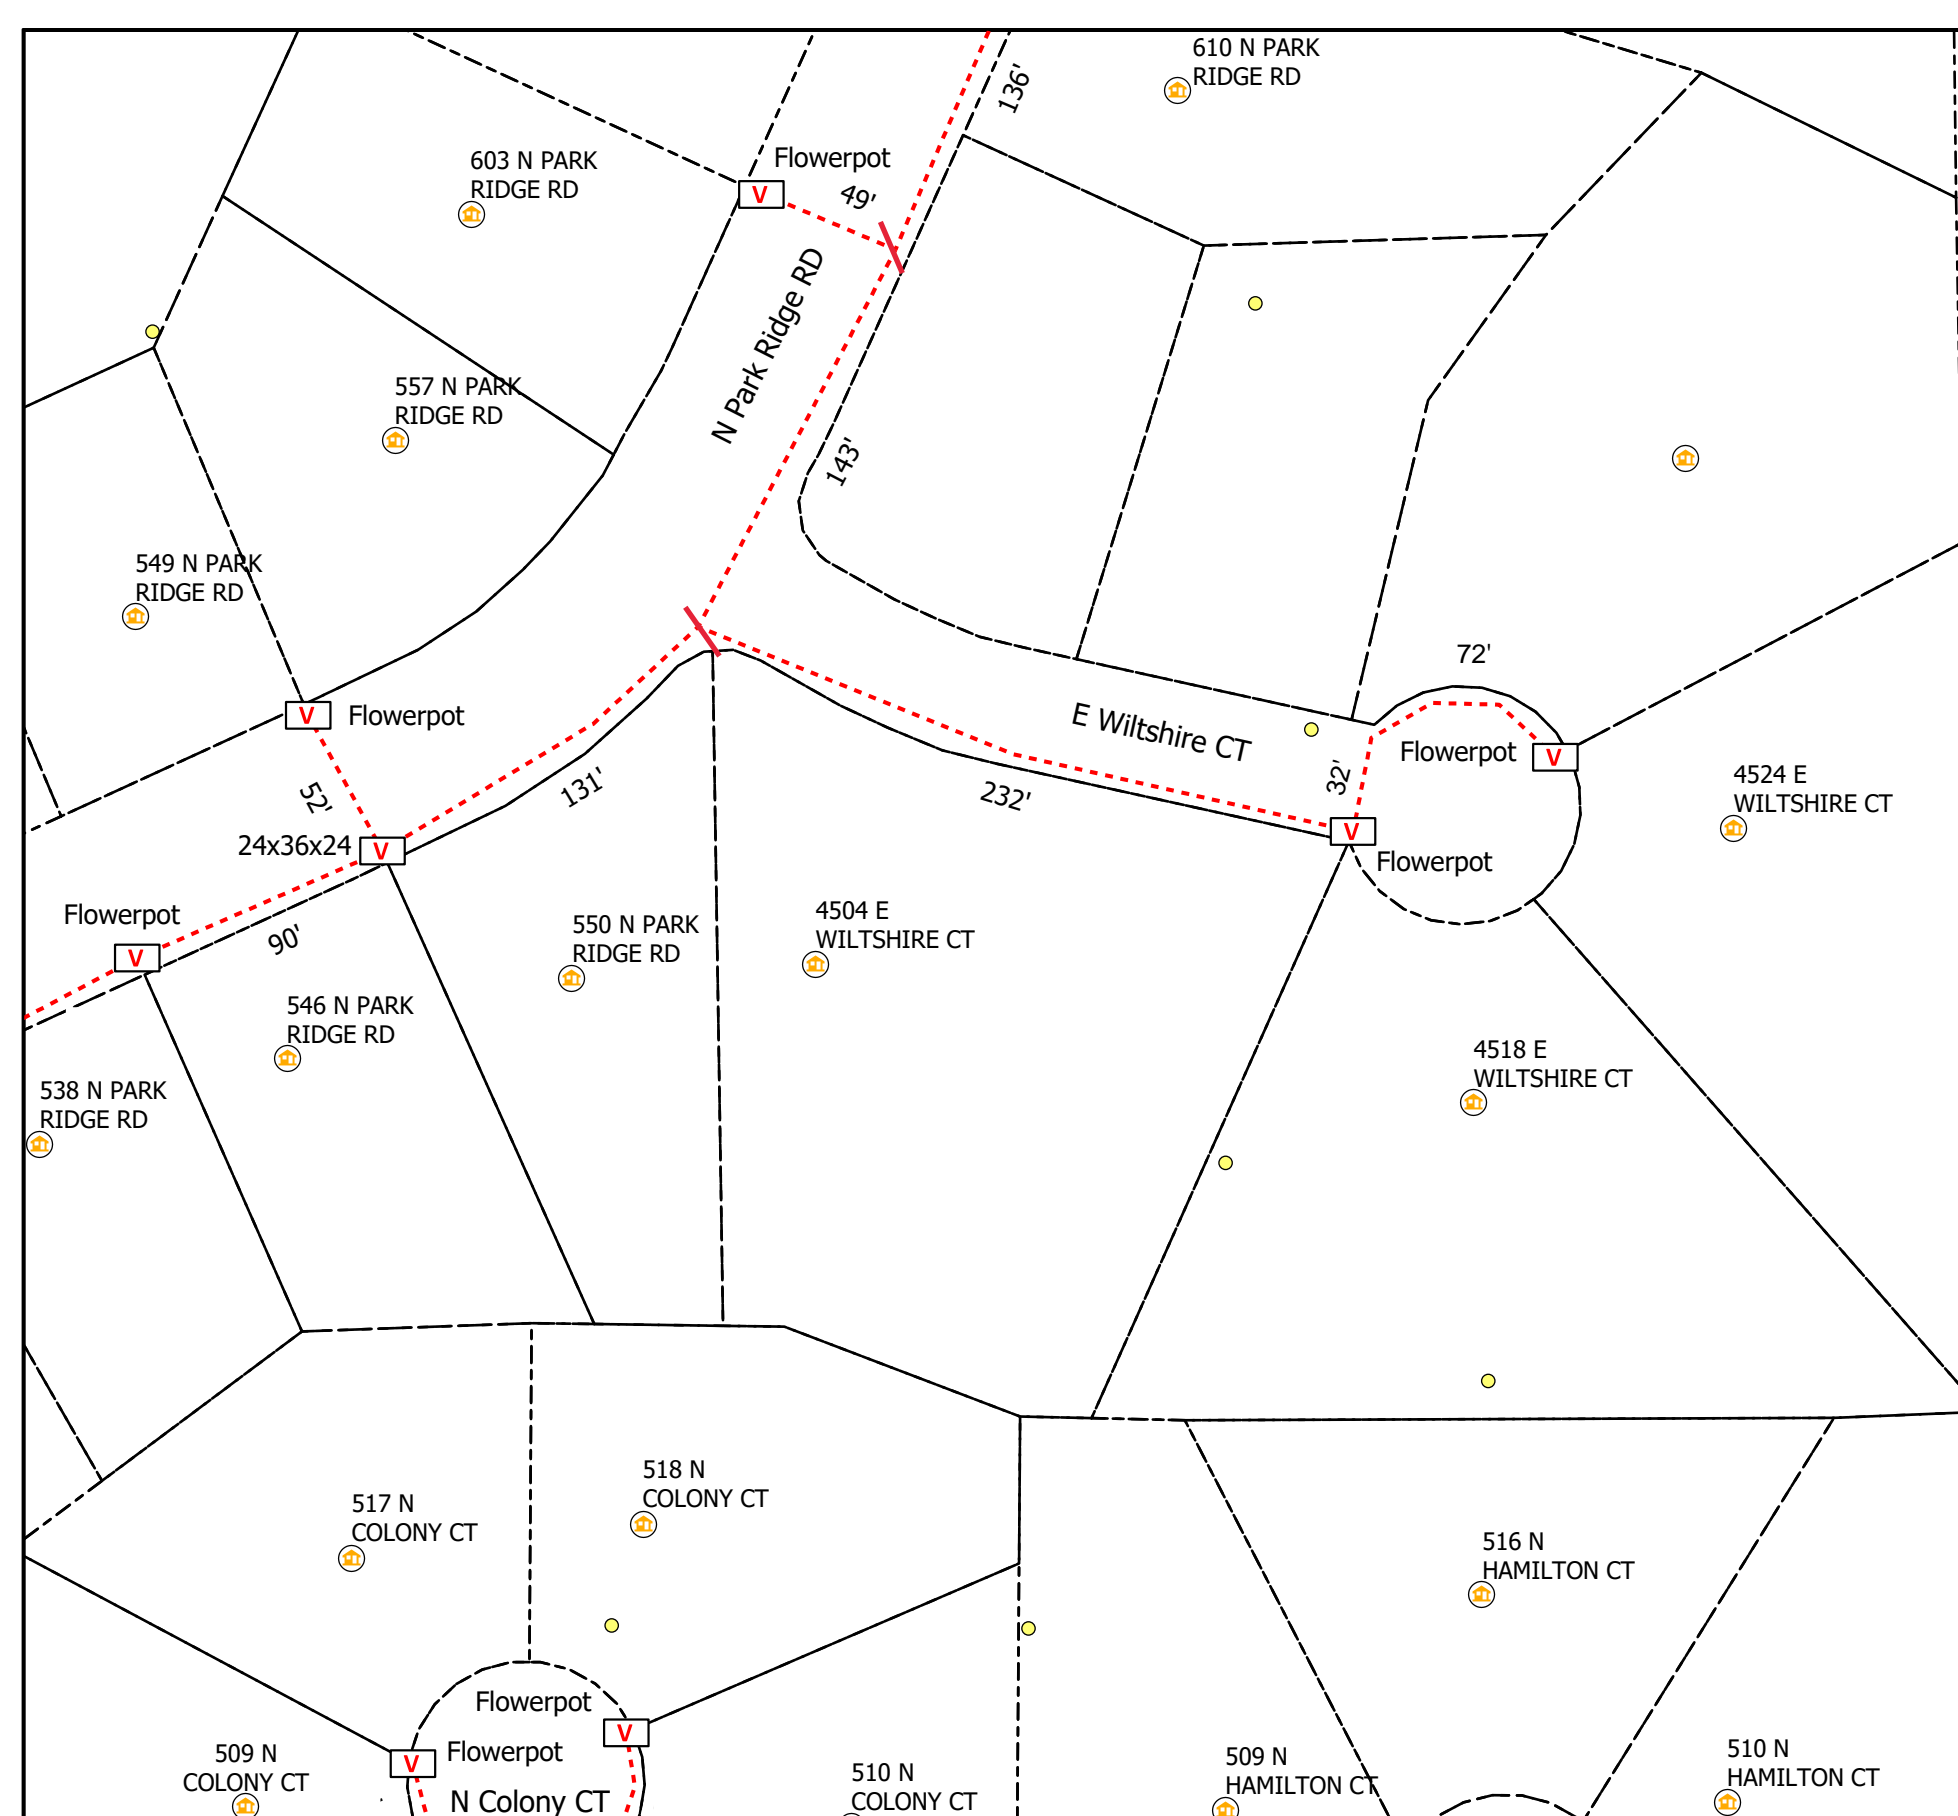 610 N PARK
RIDGE RD
136'
603 N PARK
RIDGE RD
Flowerpot
V
49'
N Park Ridge RD
557 N PARK
RIDGE RD
143'
549 N PARK
RIDGE RD
72'
V
Flowerpot
E Wiltshire CT
Flowerpot
V
52'
131'
232'
32'
4524 E
WILTSHIRE CT
24x36x24
V
V
Flowerpot
Flowerpot
V
90'
550 N PARK
RIDGE RD
4504 E
WILTSHIRE CT
546 N PARK
RIDGE RD
4518 E
WILTSHIRE CT
538 N PARK
RIDGE RD
517 N
COLONY CT
518 N
COLONY CT
516 N
HAMILTON CT
Flowerpot
V
V
Flowerpot
509 N
COLONY CT
N Colony CT
510 N
COLONY CT
509 N
HAMILTON CT
510 N
HAMILTON CT